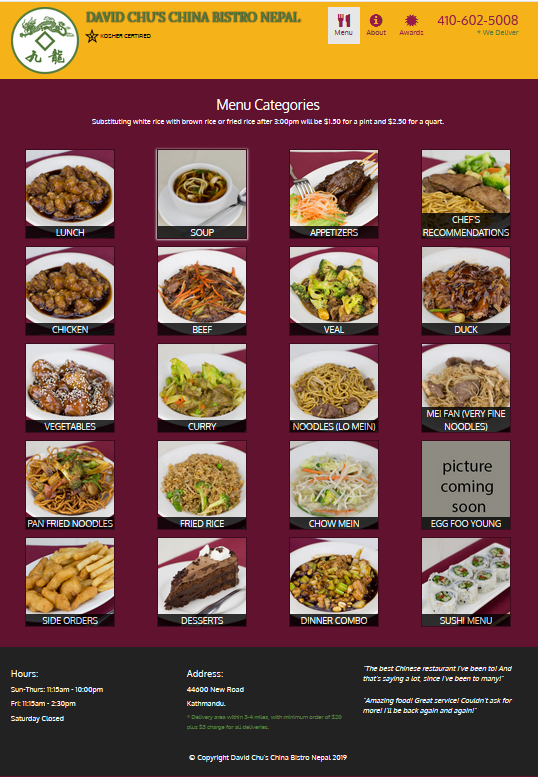 DAVID CHU'S CHINA BISTRO NEPAL
KOSHER CERTIFIED
九 龍
Menu
About
Awards
410-602-5008
* We Deliver
Menu Categories
Substituting white rice with brown rice or fried rice after 3:00pm will be $1.50 for a pint and $2.50 for a quart.
LUNCH
SOUP
APPETIZERS
CHEF'S
RECOMMENDATIONS
CHICKEN
BEEF
VEAL
DUCK
VEGETABLES
CURRY
NOODLES (LO MEIN)
MEI FAN (VERY FINE
NOODLES)
PAN FRIED NOODLES
FRIED RICE
CHOW MEIN
picture
coming
soon
EGG FOO YOUNG
SIDE ORDERS
DESSERTS
DINNER COMBO
SUSHI MENU
Hours:
Sun-Thurs: 11:15am - 10:00pm
Fri: 11:15am - 2:30pm
Saturday Closed
Address:
44600 New Road
Kathmandu.
* Delivery area within 3-4 miles, with minimum order of $20
plus $3 charge for all deliveries.
"The best Chinese restaurant I've been to! And
that's saying a lot, since I've been to many!"
"Amazing food! Great service! Couldn't ask for
more! I'll be back again and again!"
© Copyright David Chu's China Bistro Nepal 2019